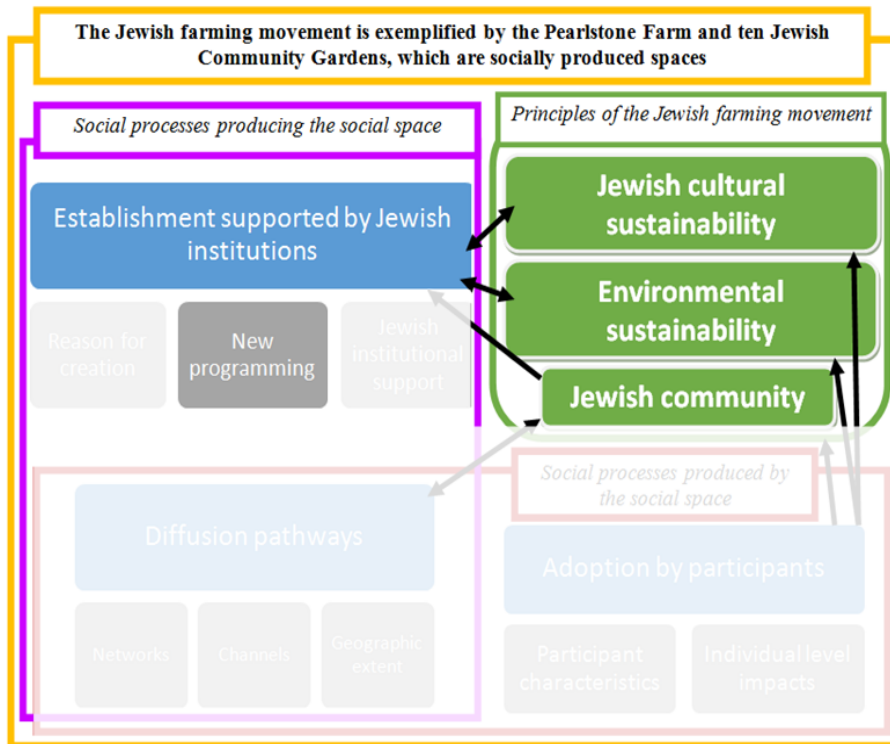 The Jewish farming movement is exemplified by the Pearlstone Farm and ten Jewish
Community Gardens, which are socially produced spaces
Social processes producing the social space
Principles of the Jewish farming movement
Establishment supported by Jewish
institutions
Jewish cultural
sustainability
Environmental
sustainability
Reason for
creation
New
programming
Jewish
institutional
support
Jewish community
Social processes produced by
the social space
Diffusion pathways
Adoption by participants
Networks
Channels
Geographic
extent
Participant
characteristics
Individual level
impacts